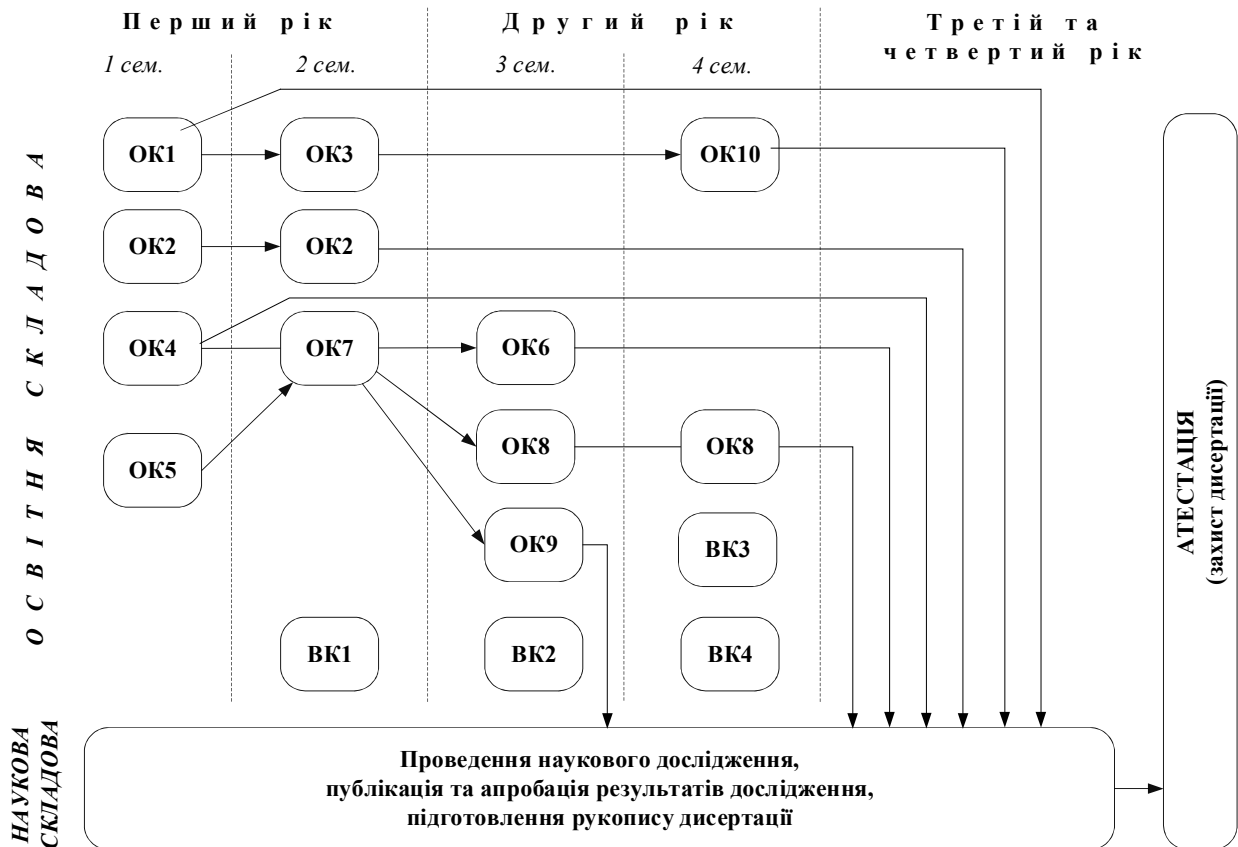 Перший рік
Другий рік
Третій та
четвертий рік
1 сем.
2 сем.
3 сем.
4 сем.
ОСВІТНЯ СКЛАДОВА
ОК1
ОК3
ОК10
ОК2
ОК2
ОК4
ОК7
ОК6
ОК5
ОК8
ОК8
ОК9
ВК3
ВК1
ВК2
ВК4
АТЕСТАЦІЯ
(захист дисертації)
НАУКОВА
СКЛАДОВА
Проведення наукового дослідження,
публікація та апробація результатів дослідження,
підготовлення рукопису дисертації